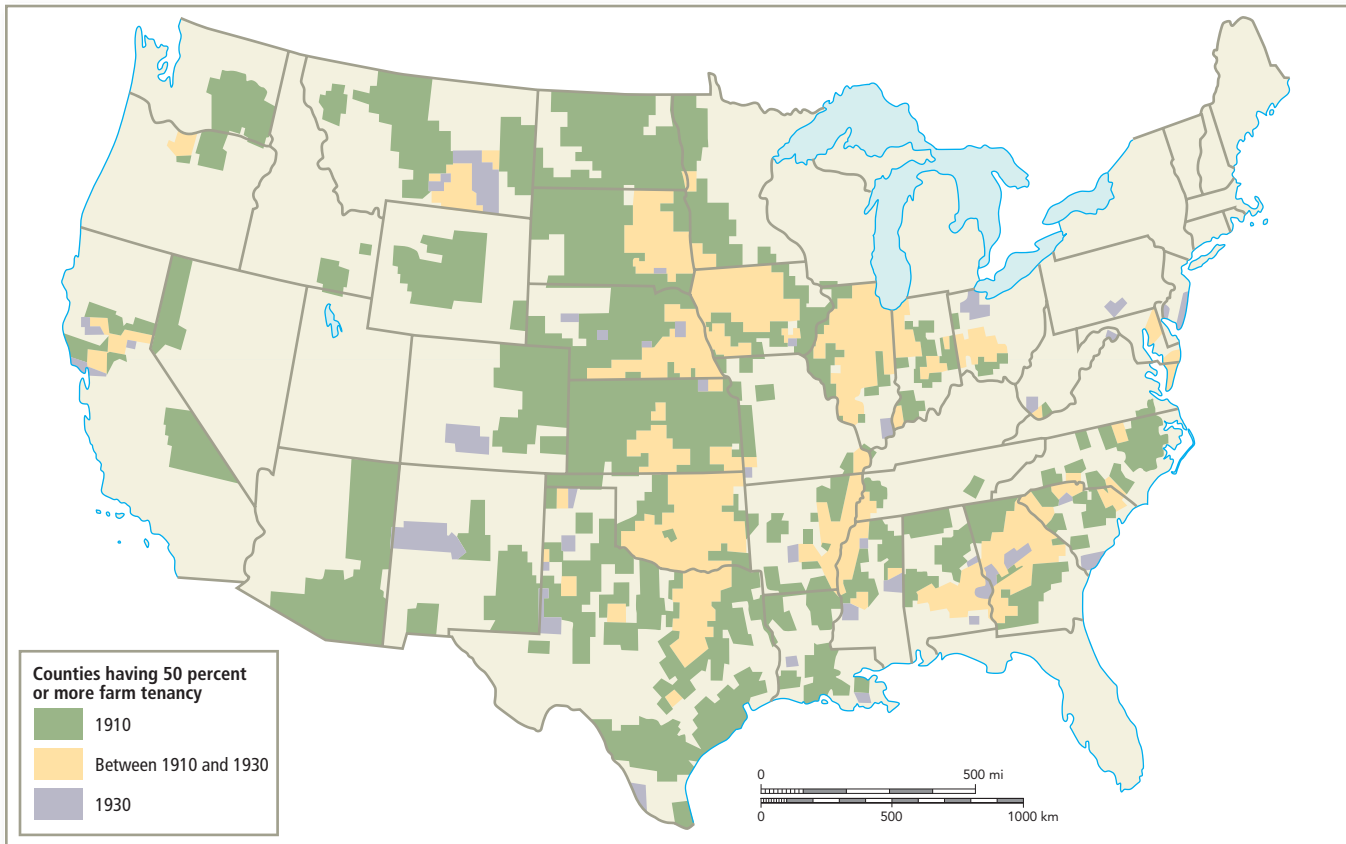 Counties having 50 percent
or more farm tenancy
1910
Between 1910 and 1930
1930
0 500 mi
0 500 1000 km